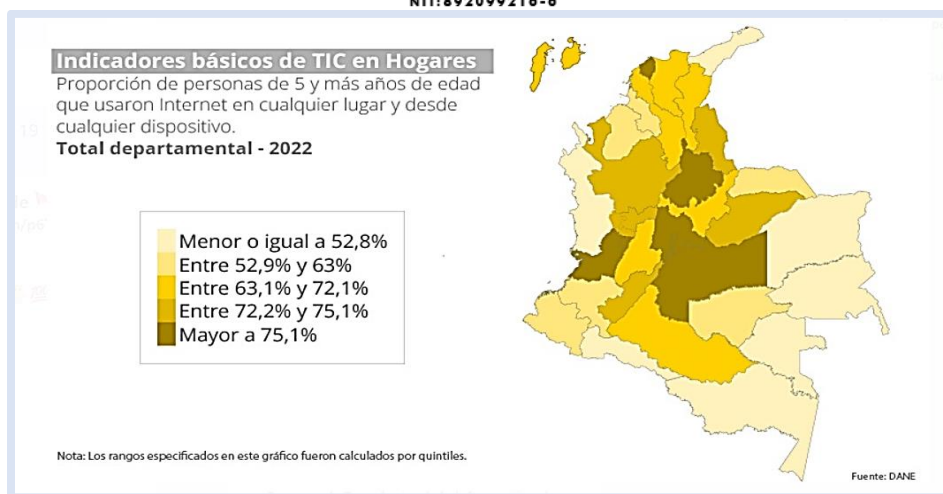 NIT:892099216-6
Indicadores básicos de TIC en Hogares
Proporción de personas de 5 y más años de edad
que usaron Internet en cualquier lugar y desde
cualquier dispositivo.
Total departamental - 2022
Menor o igual a 52,8%
Entre 52,9% y 63%
Entre 63,1% y 72,1%
Entre 72,2% y 75,1%
Mayor a 75,1%
Nota: Los rangos especificados en este gráfico fueron calculados por quintiles.
Fuente: DANE